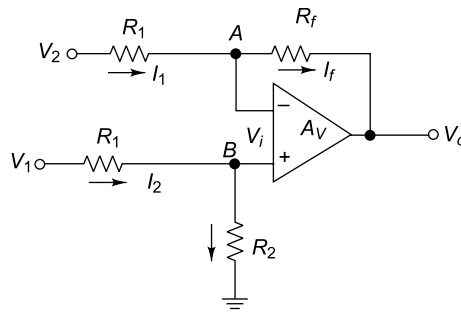 R1 A Rf
V2 I1 If
Vi − AV Vo
R1 B +
V1 I2
R2